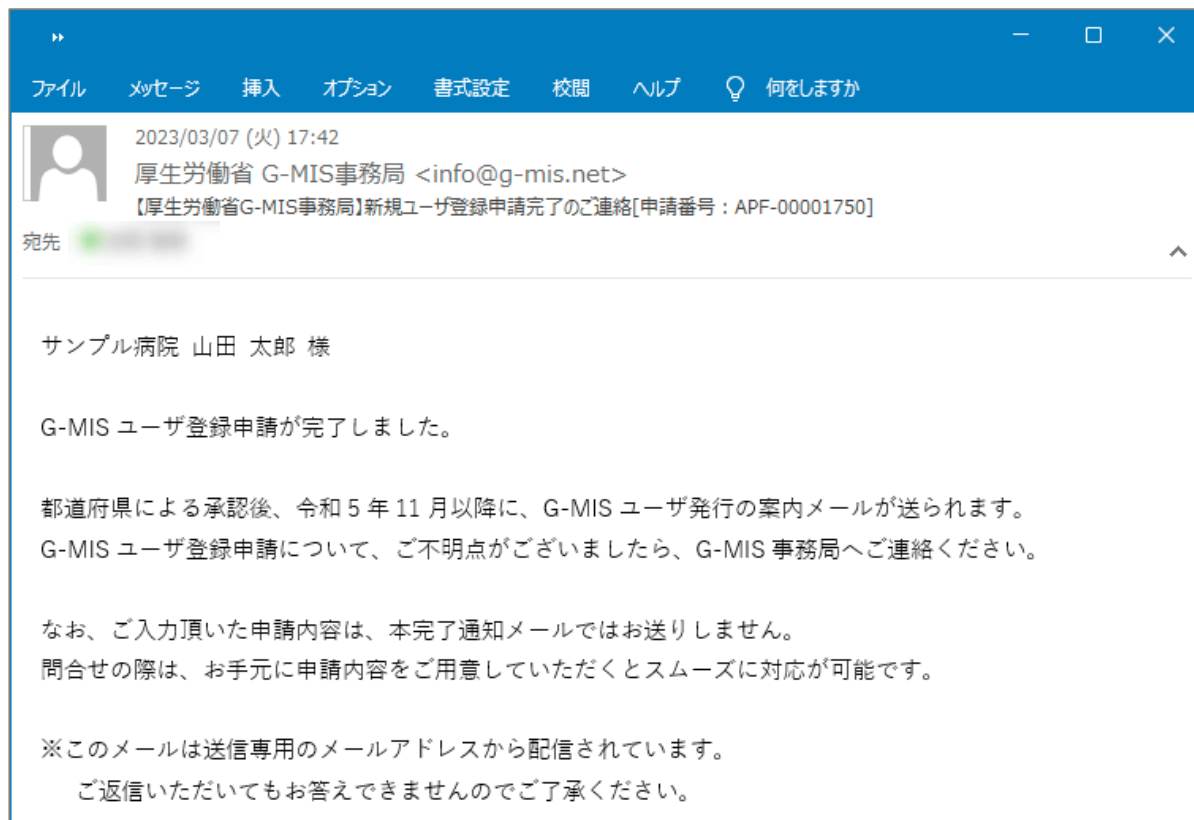 ファイル メッセージ 挿入 オプション 書式設定 校閲 ヘルプ 何をしますか
2023/03/07 (火) 17:42
厚生労働省 G-MIS事務局 <info@g-mis.net>
【厚生労働省G-MIS事務局】新規ユーザ登録申請完了のご連絡[申請番号：APF-00001750]
宛先
サンプル病院 山田 太郎 様
G-MIS ユーザ登録申請が完了しました。
都道府県による承認後、令和 5 年 11 月以降に、G-MIS ユーザ発行の案内メールが送られます。
G-MIS ユーザ登録申請について、ご不明点がございましたら、G-MIS 事務局へご連絡ください。
なお、ご入力頂いた申請内容は、本完了通知メールではお送りしません。
問合せの際は、お手元に申請内容をご用意していただくとスムーズに対応が可能です。
※このメールは送信専用のメールアドレスから配信されています。
ご返信いただいてもお答えできませんのでご了承ください。